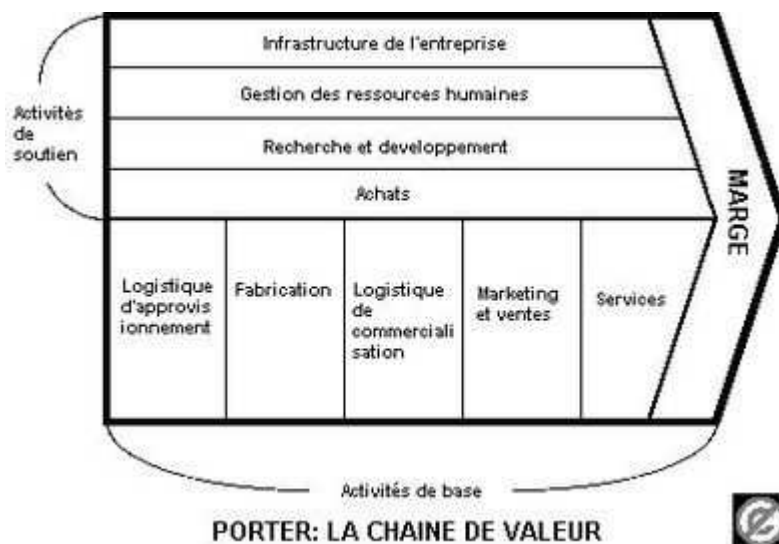 Infrastructure de l'entreprise
Gestion des ressources humaines
Activitès
de
soutien
Recherche et developpement
Achats
MARGE
Logistique
d'approvis
ionnement
Fabrication
Logistique
de
commerciali
sation
Marketing
et ventes
Services
Activités de base
PORTER: LA CHAINE DE VALEUR